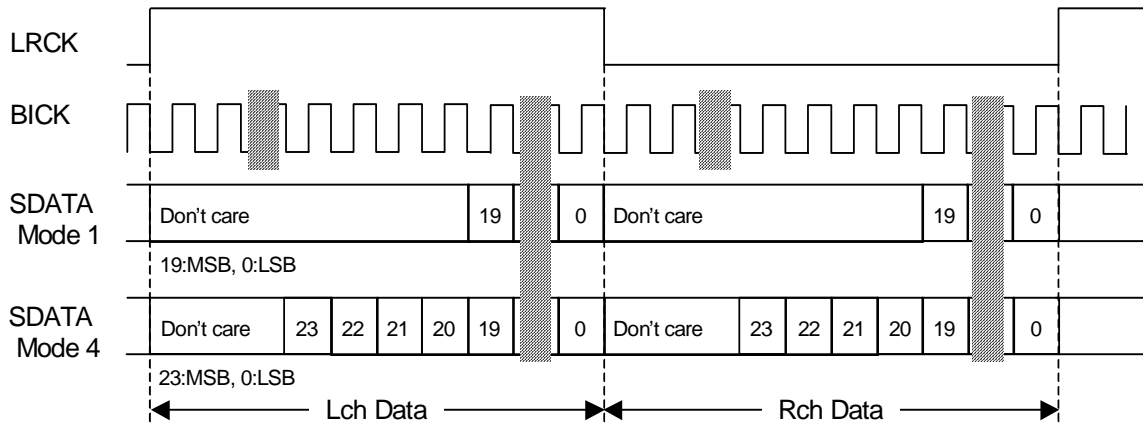 LRCK
BICK
SDATA
Mode 1
Don't care 19 0 Don't care 19 0
19:MSB, 0:LSB
SDATA
Mode 4
Don't care 23 22 21 20 19 0 Don't care 23 22 21 20 19 0
23:MSB, 0:LSB
Lch Data Rch Data